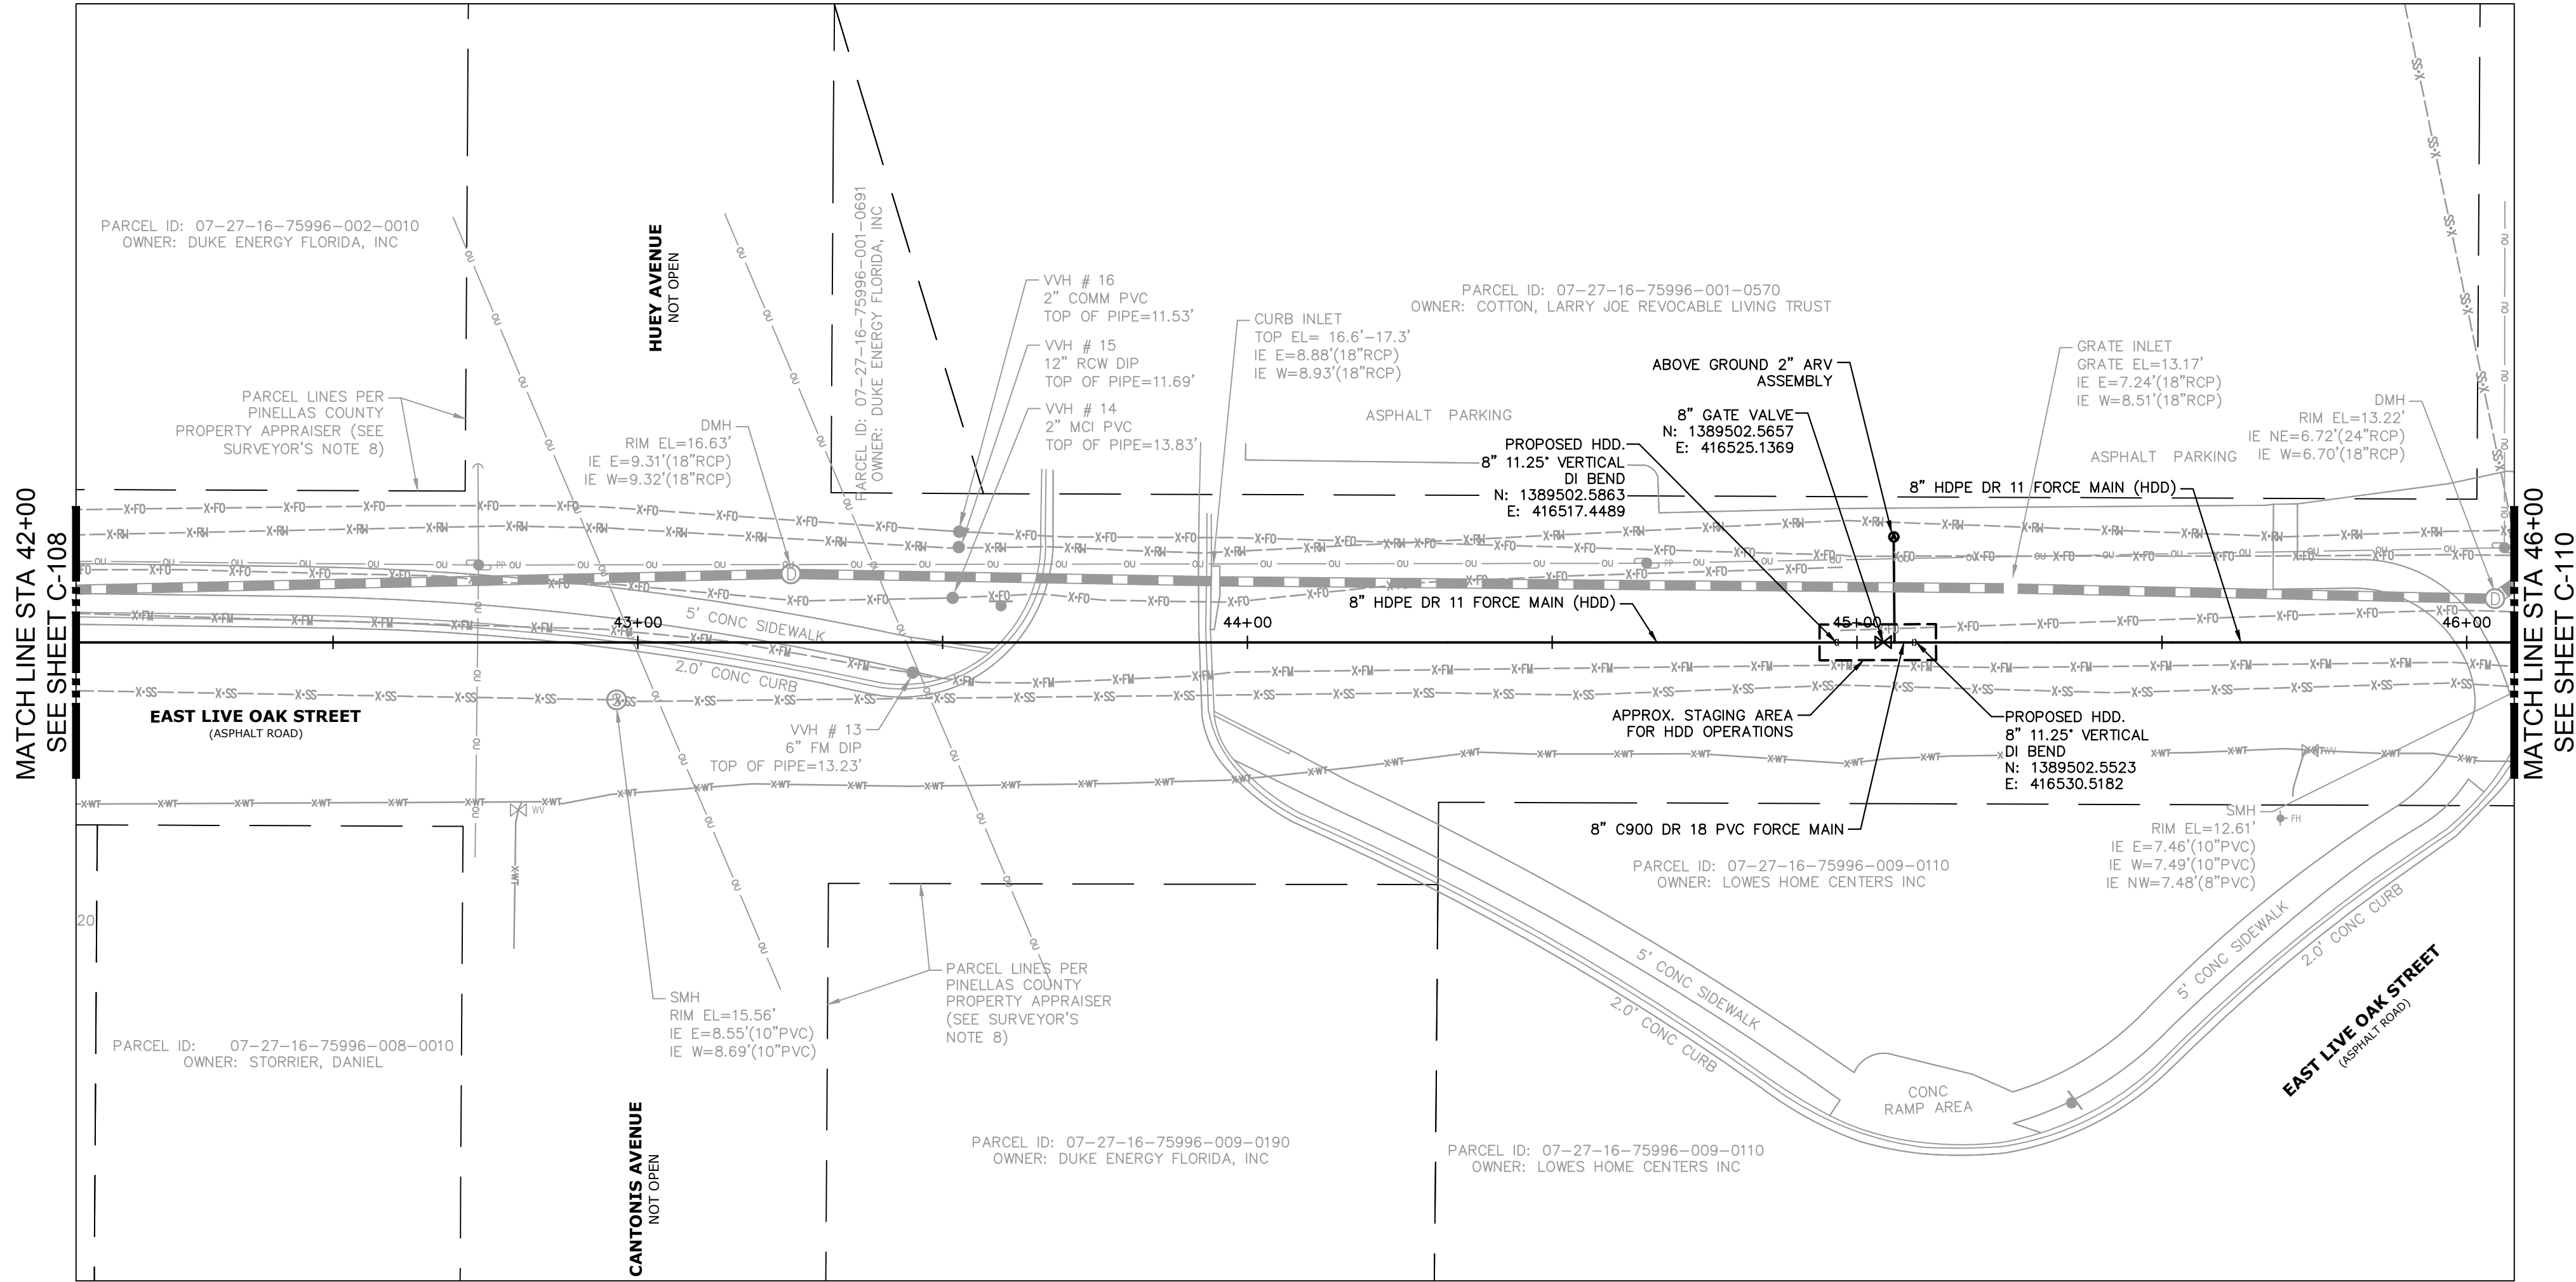 MATCH LINE STA 42+00
SEE SHEET C-108
PARCEL ID: 07-27-16-75996-002-0010
OWNER: DUKE ENERGY FLORIDA, INC
HUEY AVENUE
NOT OPEN
PARCEL ID: 07-27-16-75996-001-0691
OWNER: DUKE ENERGY FLORIDA, INC
PARCEL LINES PER
PINELLAS COUNTY
PROPERTY APPRAISER (SEE
SURVEYOR'S NOTE 8)
DMH
RIM EL=16.63'
IE E=9.31'(18"RCP)
IE W=9.32'(18"RCP)
VVH # 16
2" COMM PVC
TOP OF PIPE=11.53'
VVH # 15
12" RCW DIP
TOP OF PIPE=11.69'
VVH # 14
2" MCI PVC
TOP OF PIPE=13.83'
CURB INLET
TOP EL= 16.6'-17.3'
IE E=8.88'(18"RCP)
IE W=8.93'(18"RCP)
PARCEL ID: 07-27-16-75996-001-0570
OWNER: COTTON, LARRY JOE REVOCABLE LIVING TRUST
ASPHALT PARKING
ABOVE GROUND 2" ARV
ASSEMBLY
8" GATE VALVE
N: 1389502.5657
E: 416525.1369
PROPOSED HDD.
8" 11.25° VERTICAL
DI BEND
N: 1389502.5863
E: 416517.4489
GRATE INLET
GRATE EL=13.17'
IE E=7.24'(18"RCP)
IE W=8.51'(18"RCP)
DMH
RIM EL=13.22'
IE NE=6.72'(24"RCP)
IE W=6.70'(18"RCP)
ASPHALT PARKING
8" HDPE DR 11 FORCE MAIN (HDD)
8" HDPE DR 11 FORCE MAIN (HDD)
5' CONC SIDEWALK
2.0' CONC CURB
43+00
44+00
45+00
46+00
EAST LIVE OAK STREET
(ASPHALT ROAD)
VVH # 13
6" FM DIP
TOP OF PIPE=13.23'
APPROX. STAGING AREA
FOR HDD OPERATIONS
PROPOSED HDD.
8" 11.25° VERTICAL
DI BEND
N: 1389502.5523
E: 416530.5182
8" C900 DR 18 PVC FORCE MAIN
PARCEL ID: 07-27-16-75996-009-0110
OWNER: LOWES HOME CENTERS INC
SMH
RIM EL=12.61'
IE E=7.46'(10"PVC)
IE W=7.49'(10"PVC)
IE NW=7.48'(8"PVC)
WV
FH
20
SMH
RIM EL=15.56'
IE E=8.55'(10"PVC)
IE W=8.69'(10"PVC)
PARCEL LINES PER
PINELLAS COUNTY
PROPERTY APPRAISER
(SEE SURVEYOR'S
NOTE 8)
PARCEL ID: 07-27-16-75996-008-0010
OWNER: STORRIER, DANIEL
CANTONIS AVENUE
NOT OPEN
PARCEL ID: 07-27-16-75996-009-0190
OWNER: DUKE ENERGY FLORIDA, INC
PARCEL ID: 07-27-16-75996-009-0110
OWNER: LOWES HOME CENTERS INC
5' CONC SIDEWALK
2.0' CONC CURB
CONC
RAMP AREA
5' CONC SIDEWALK
2.0' CONC CURB
EAST LIVE OAK STREET
(ASPHALT ROAD)
MATCH LINE STA 46+00
SEE SHEET C-110